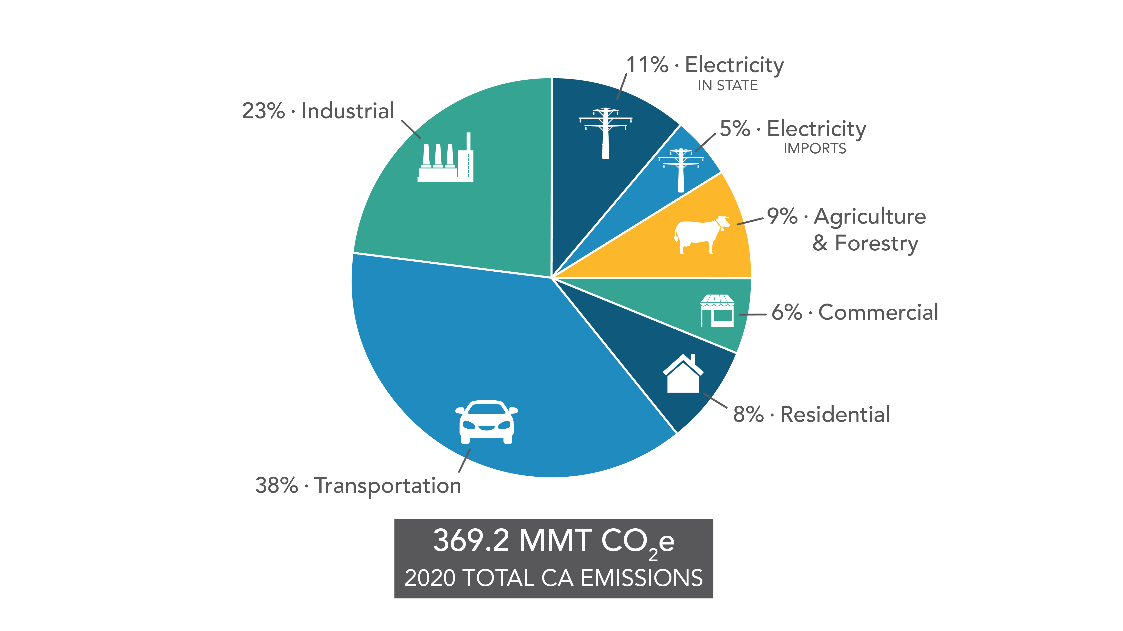 11% · Electricity
IN STATE
5% · Electricity
IMPORTS
9% · Agriculture
& Forestry
6% · Commercial
8% · Residential
38% · Transportation
23% · Industrial
369.2 MMT CO₂e
2020 TOTAL CA EMISSIONS